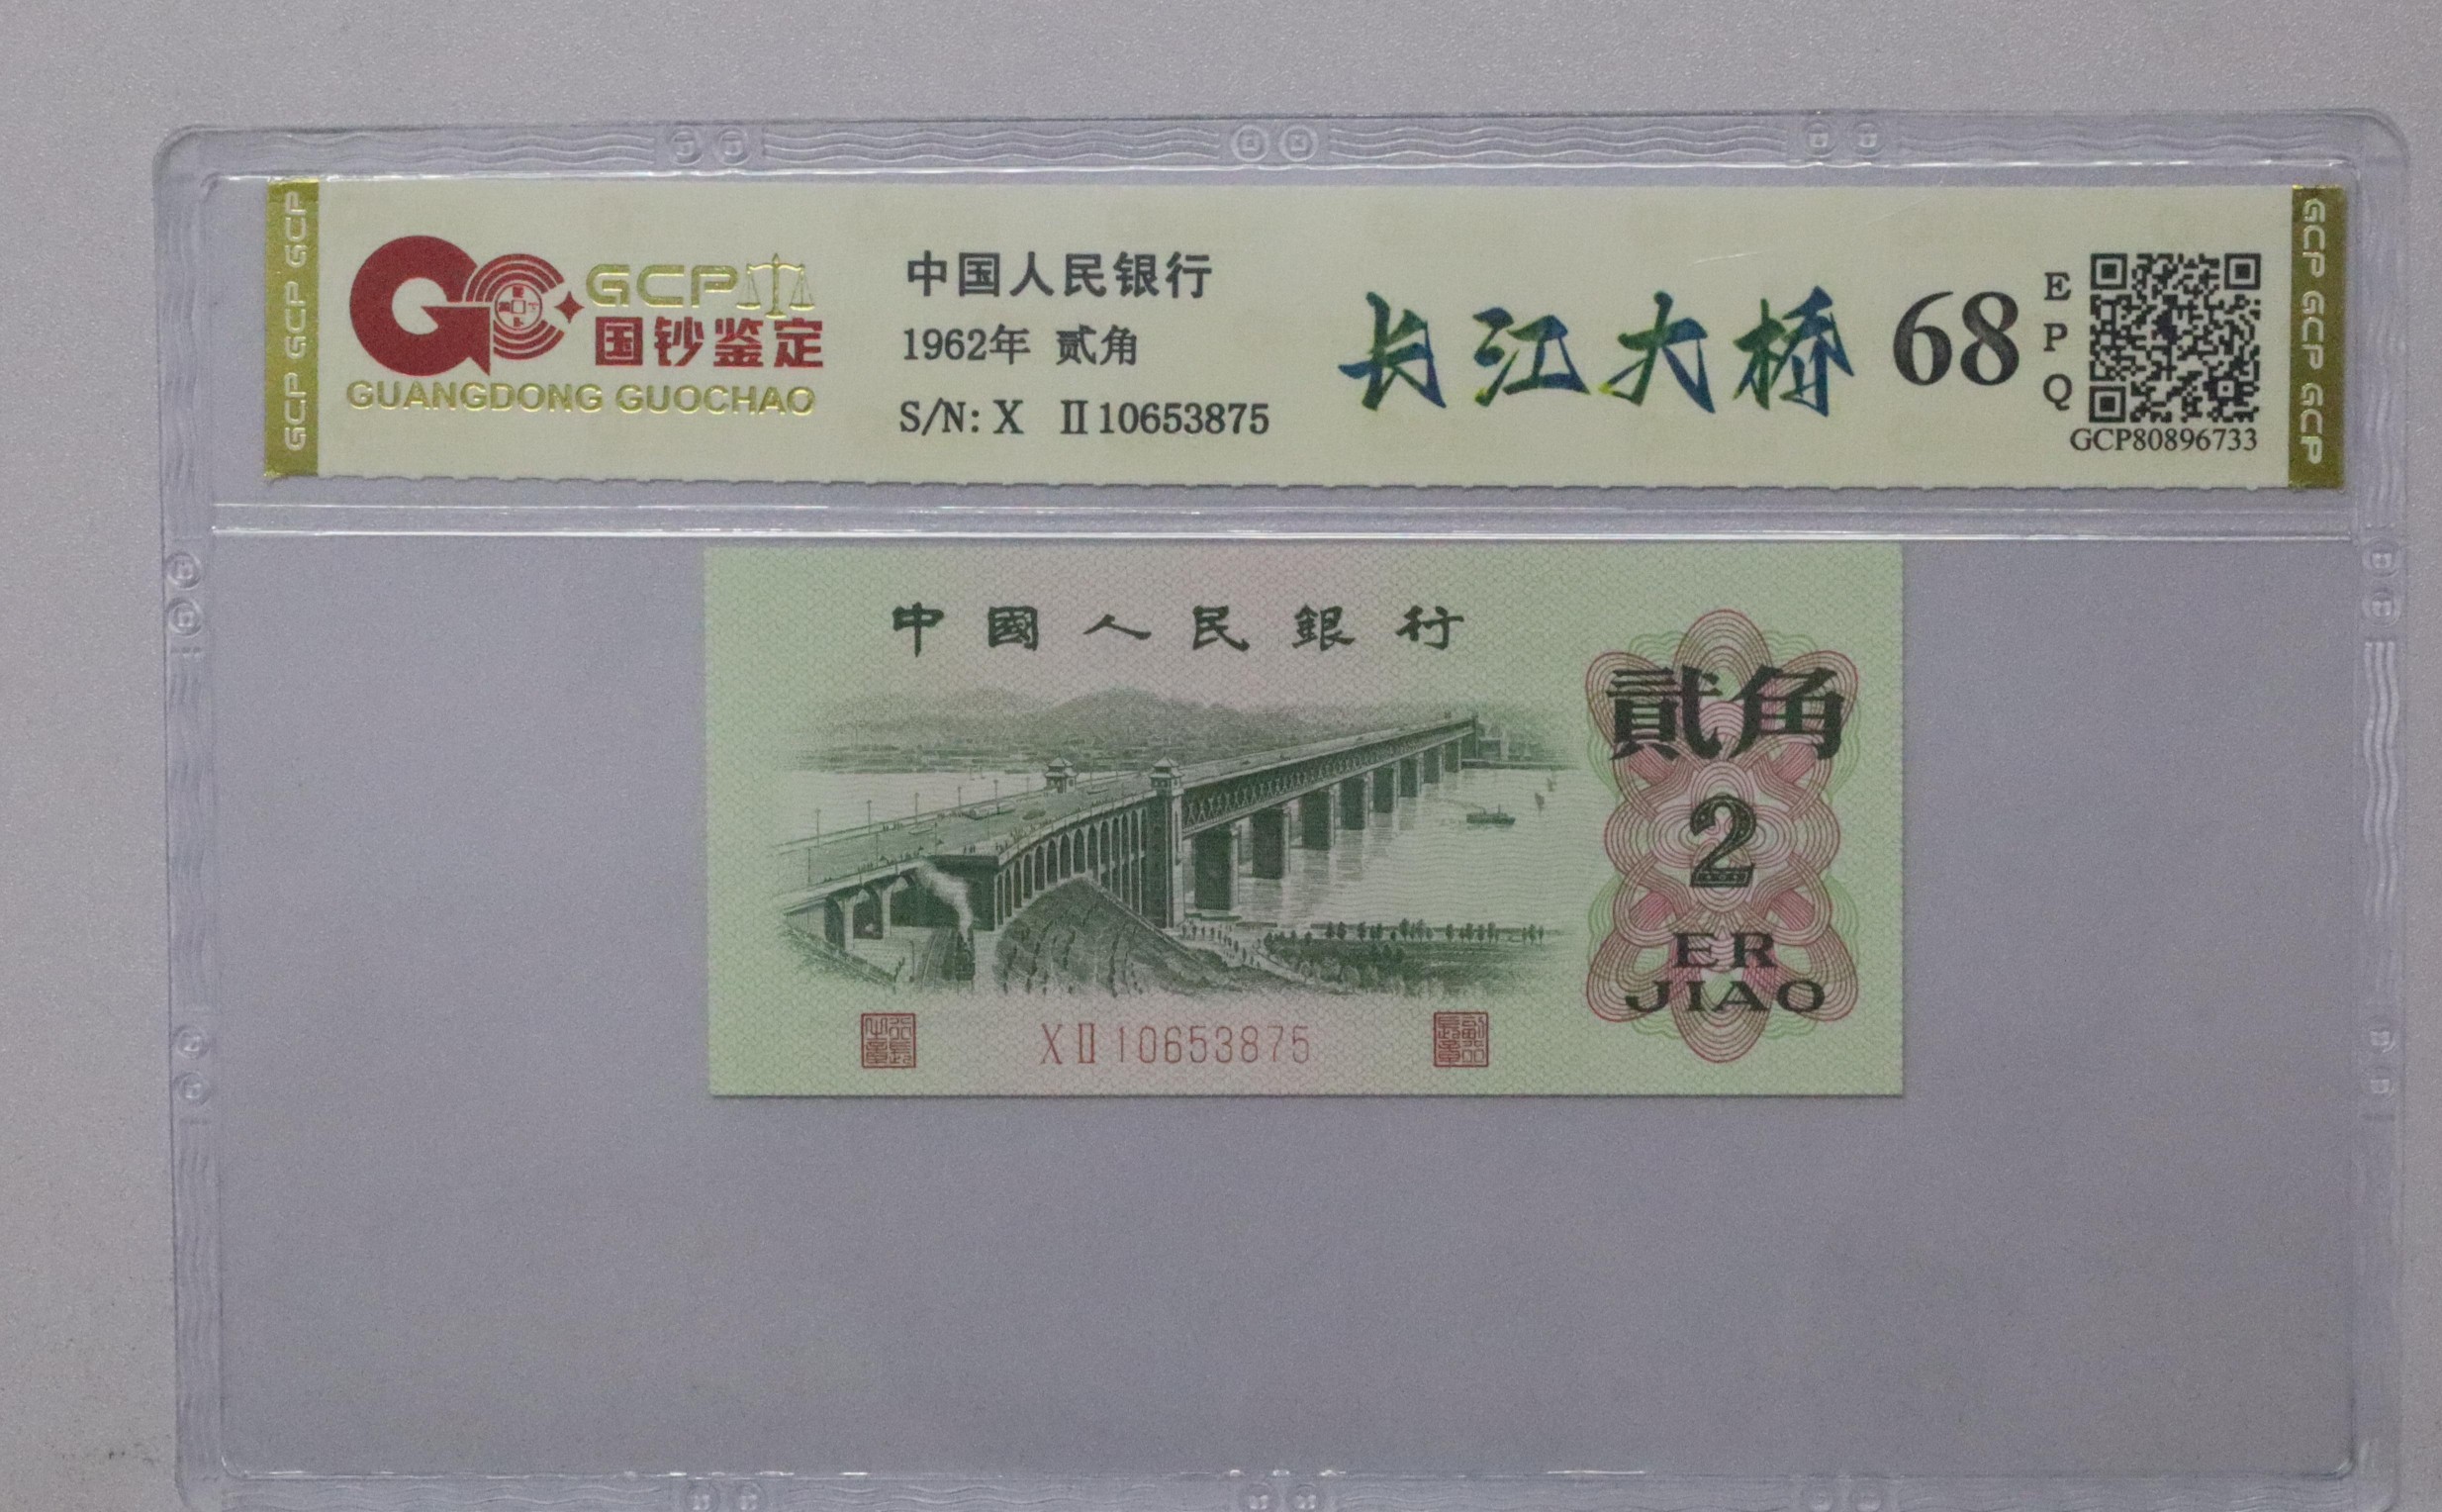 GCP GCP GCP
GCP
国钞鉴定
GUANGDONG GUOCHAO
中国人民银行
1962年 贰角
S/N: X Ⅱ10653875
长江大桥
68
E
P
Q
GCP80896733
GCP GCP GCP
中國人民銀行
貳角
2
ER
JIAO
XⅡ10653875